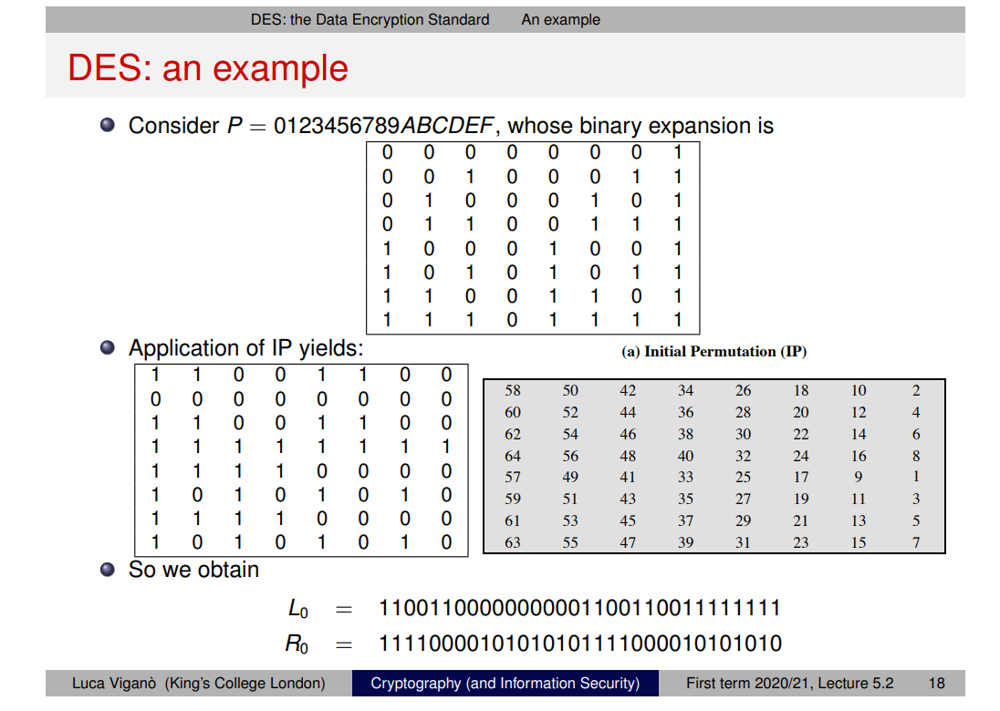 DES: the Data Encryption Standard An example
DES: an example
Consider P = 0123456789ABCDEF, whose binary expansion is
0 0 0 0 0 0 0 1
0 0 1 0 0 0 1 1
0 1 0 0 0 1 0 1
0 1 1 0 0 1 1 1
1 0 0 0 1 0 0 1
1 0 1 0 1 0 1 1
1 1 0 0 1 1 0 1
1 1 1 0 1 1 1 1
Application of IP yields:
1 1 0 0 1 1 0 0
0 0 0 0 0 0 0 0
1 1 0 0 1 1 0 0
1 1 1 1 1 1 1 1
1 1 1 1 0 0 0 0
1 0 1 0 1 0 1 0
1 1 1 1 0 0 0 0
1 0 1 0 1 0 1 0
(a) Initial Permutation (IP)
58 50 42 34 26 18 10 2
60 52 44 36 28 20 12 4
62 54 46 38 30 22 14 6
64 56 48 40 32 24 16 8
57 49 41 33 25 17 9 1
59 51 43 35 27 19 11 3
61 53 45 37 29 21 13 5
63 55 47 39 31 23 15 7
So we obtain
L₀ = 11001100000000001100110011111111
R₀ = 11110000101010101111000010101010
Luca Viganò (King's College London) Cryptography (and Information Security) First term 2020/21, Lecture 5.2 18